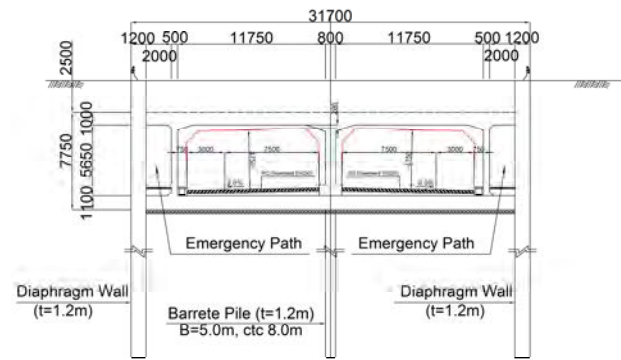 31700
1200 500 11750 800 11750 500 1200
2000 2000
2500
1000
7750
5650
1100
750 3000 7500 7500 3000 750
Emergency Path Emergency Path
Diaphragm Wall
(t=1.2m)
Barrete Pile (t=1.2m)
B=5.0m, ctc 8.0m
Diaphragm Wall
(t=1.2m)